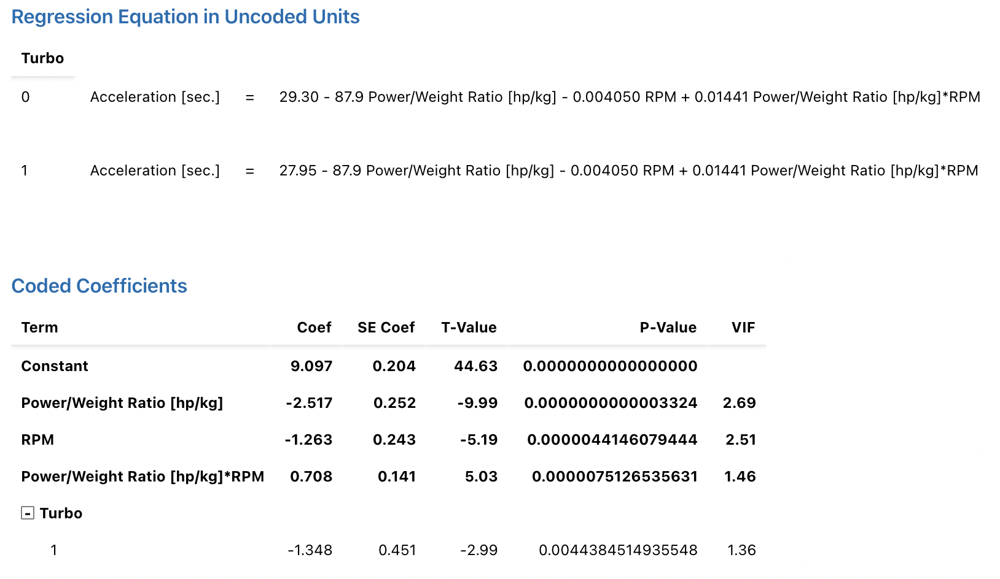 Regression Equation in Uncoded Units
Turbo
0 Acceleration [sec.] = 29.30 - 87.9 Power/Weight Ratio [hp/kg] - 0.004050 RPM + 0.01441 Power/Weight Ratio [hp/kg]*RPM
1 Acceleration [sec.] = 27.95 - 87.9 Power/Weight Ratio [hp/kg] - 0.004050 RPM + 0.01441 Power/Weight Ratio [hp/kg]*RPM
Coded Coefficients
Term Coef SE Coef T-Value P-Value VIF
Constant 9.097 0.204 44.63 0.0000000000000000
Power/Weight Ratio [hp/kg] -2.517 0.252 -9.99 0.0000000000003324 2.69
RPM -1.263 0.243 -5.19 0.0000044146079444 2.51
Power/Weight Ratio [hp/kg]*RPM 0.708 0.141 5.03 0.0000075126535631 1.46
- Turbo
1 -1.348 0.451 -2.99 0.0044384514935548 1.36